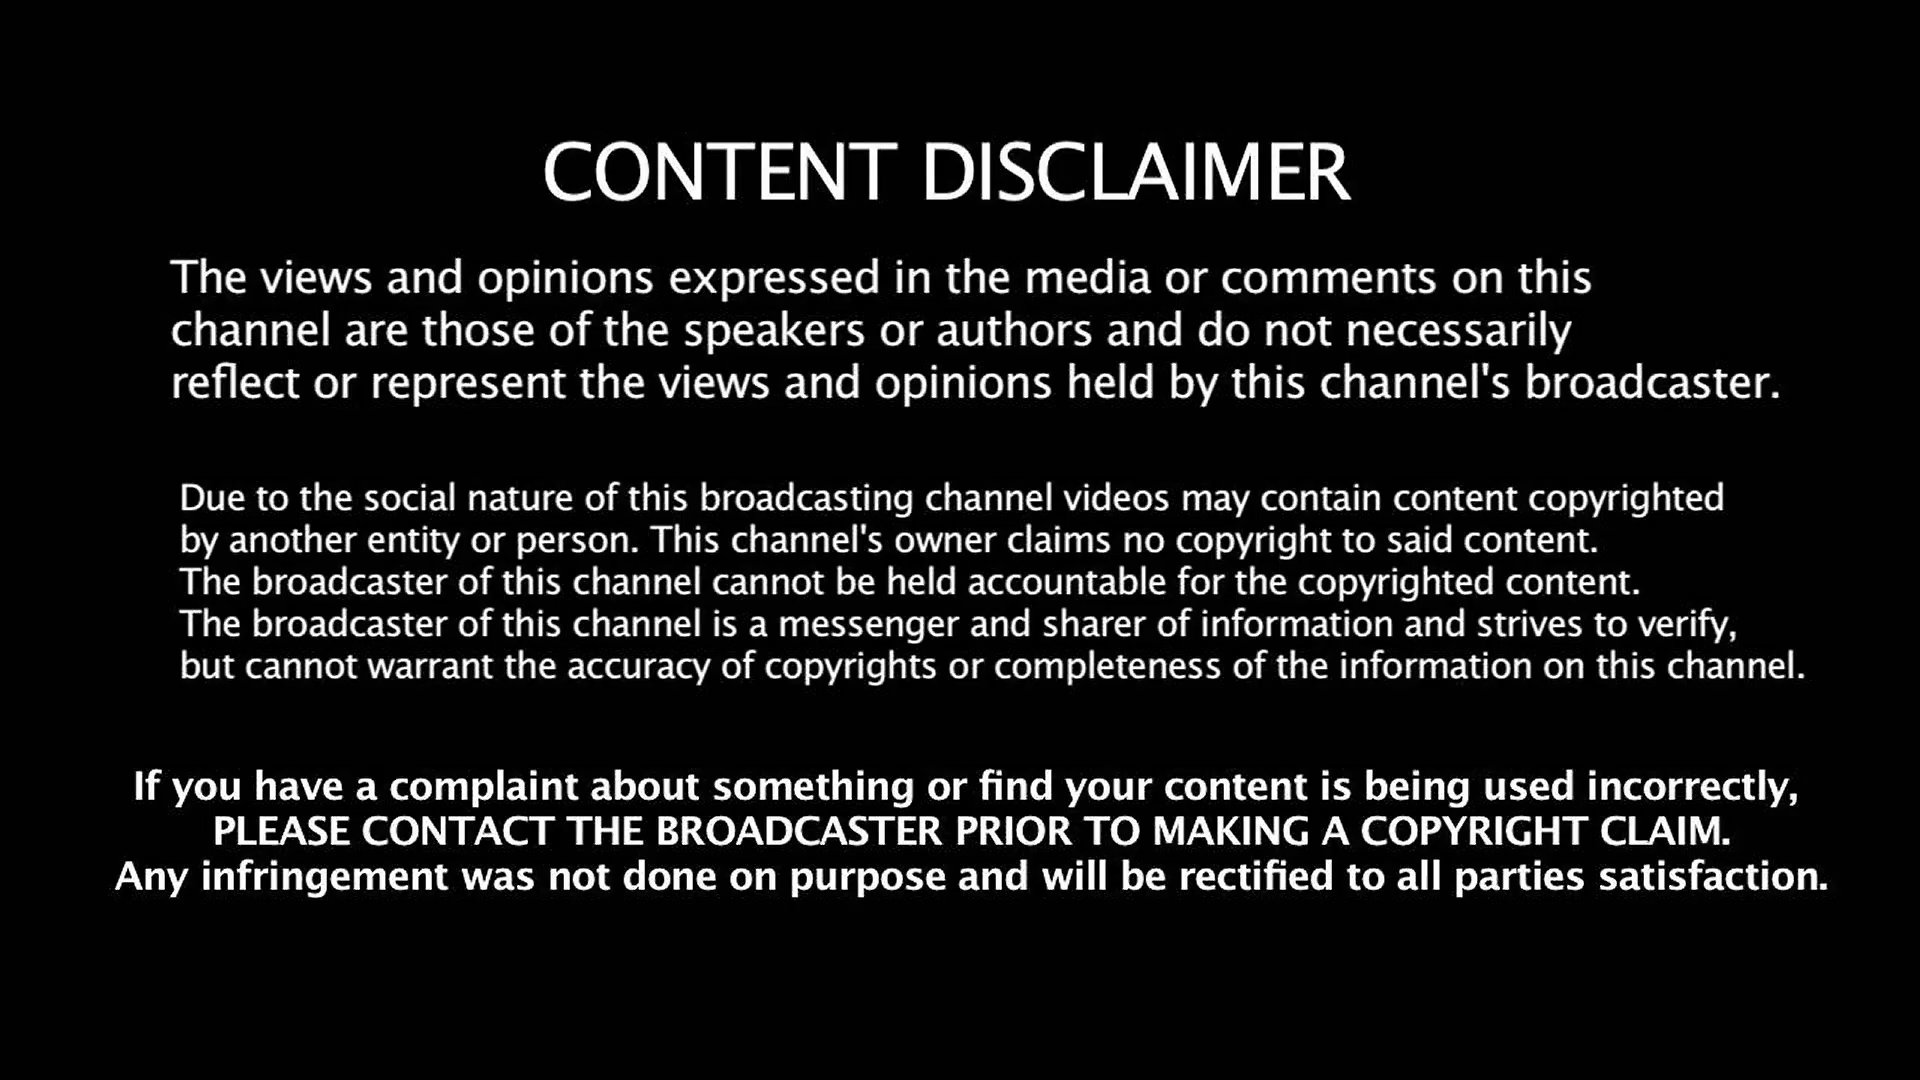 CONTENT DISCLAIMER
The views and opinions expressed in the media or comments on this
channel are those of the speakers or authors and do not necessarily
reflect or represent the views and opinions held by this channel's broadcaster.
Due to the social nature of this broadcasting channel videos may contain content copyrighted
by another entity or person. This channel's owner claims no copyright to said content.
The broadcaster of this channel cannot be held accountable for the copyrighted content.
The broadcaster of this channel is a messenger and sharer of information and strives to verify,
but cannot warrant the accuracy of copyrights or completeness of the information on this channel.
If you have a complaint about something or find your content is being used incorrectly,
PLEASE CONTACT THE BROADCASTER PRIOR TO MAKING A COPYRIGHT CLAIM.
Any infringement was not done on purpose and will be rectified to all parties satisfaction.